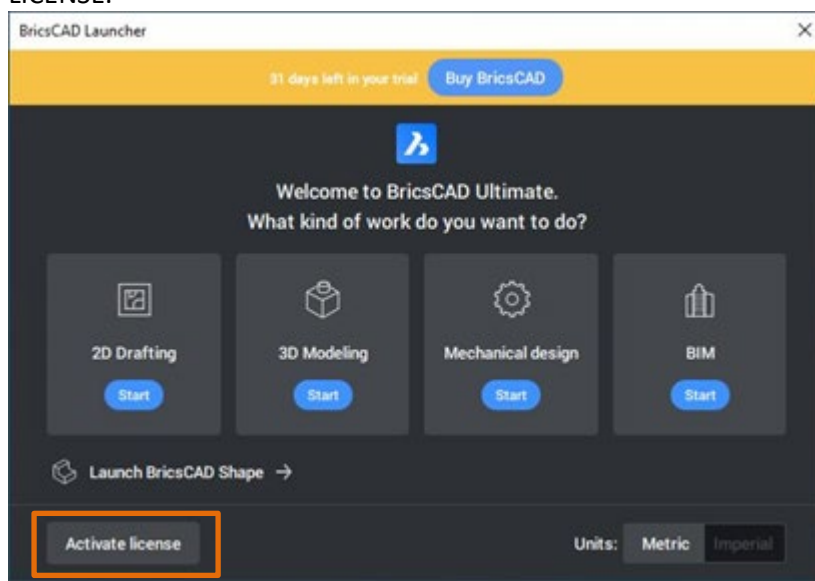 LICENSE.
BricsCAD Launcher
31 days left in your trial Buy BricsCAD
Welcome to BricsCAD Ultimate.
What kind of work do you want to do?
2D Drafting 3D Modeling Mechanical design BIM
Start Start Start Start
Launch BricsCAD Shape →
Activate license Units: Metric Imperial